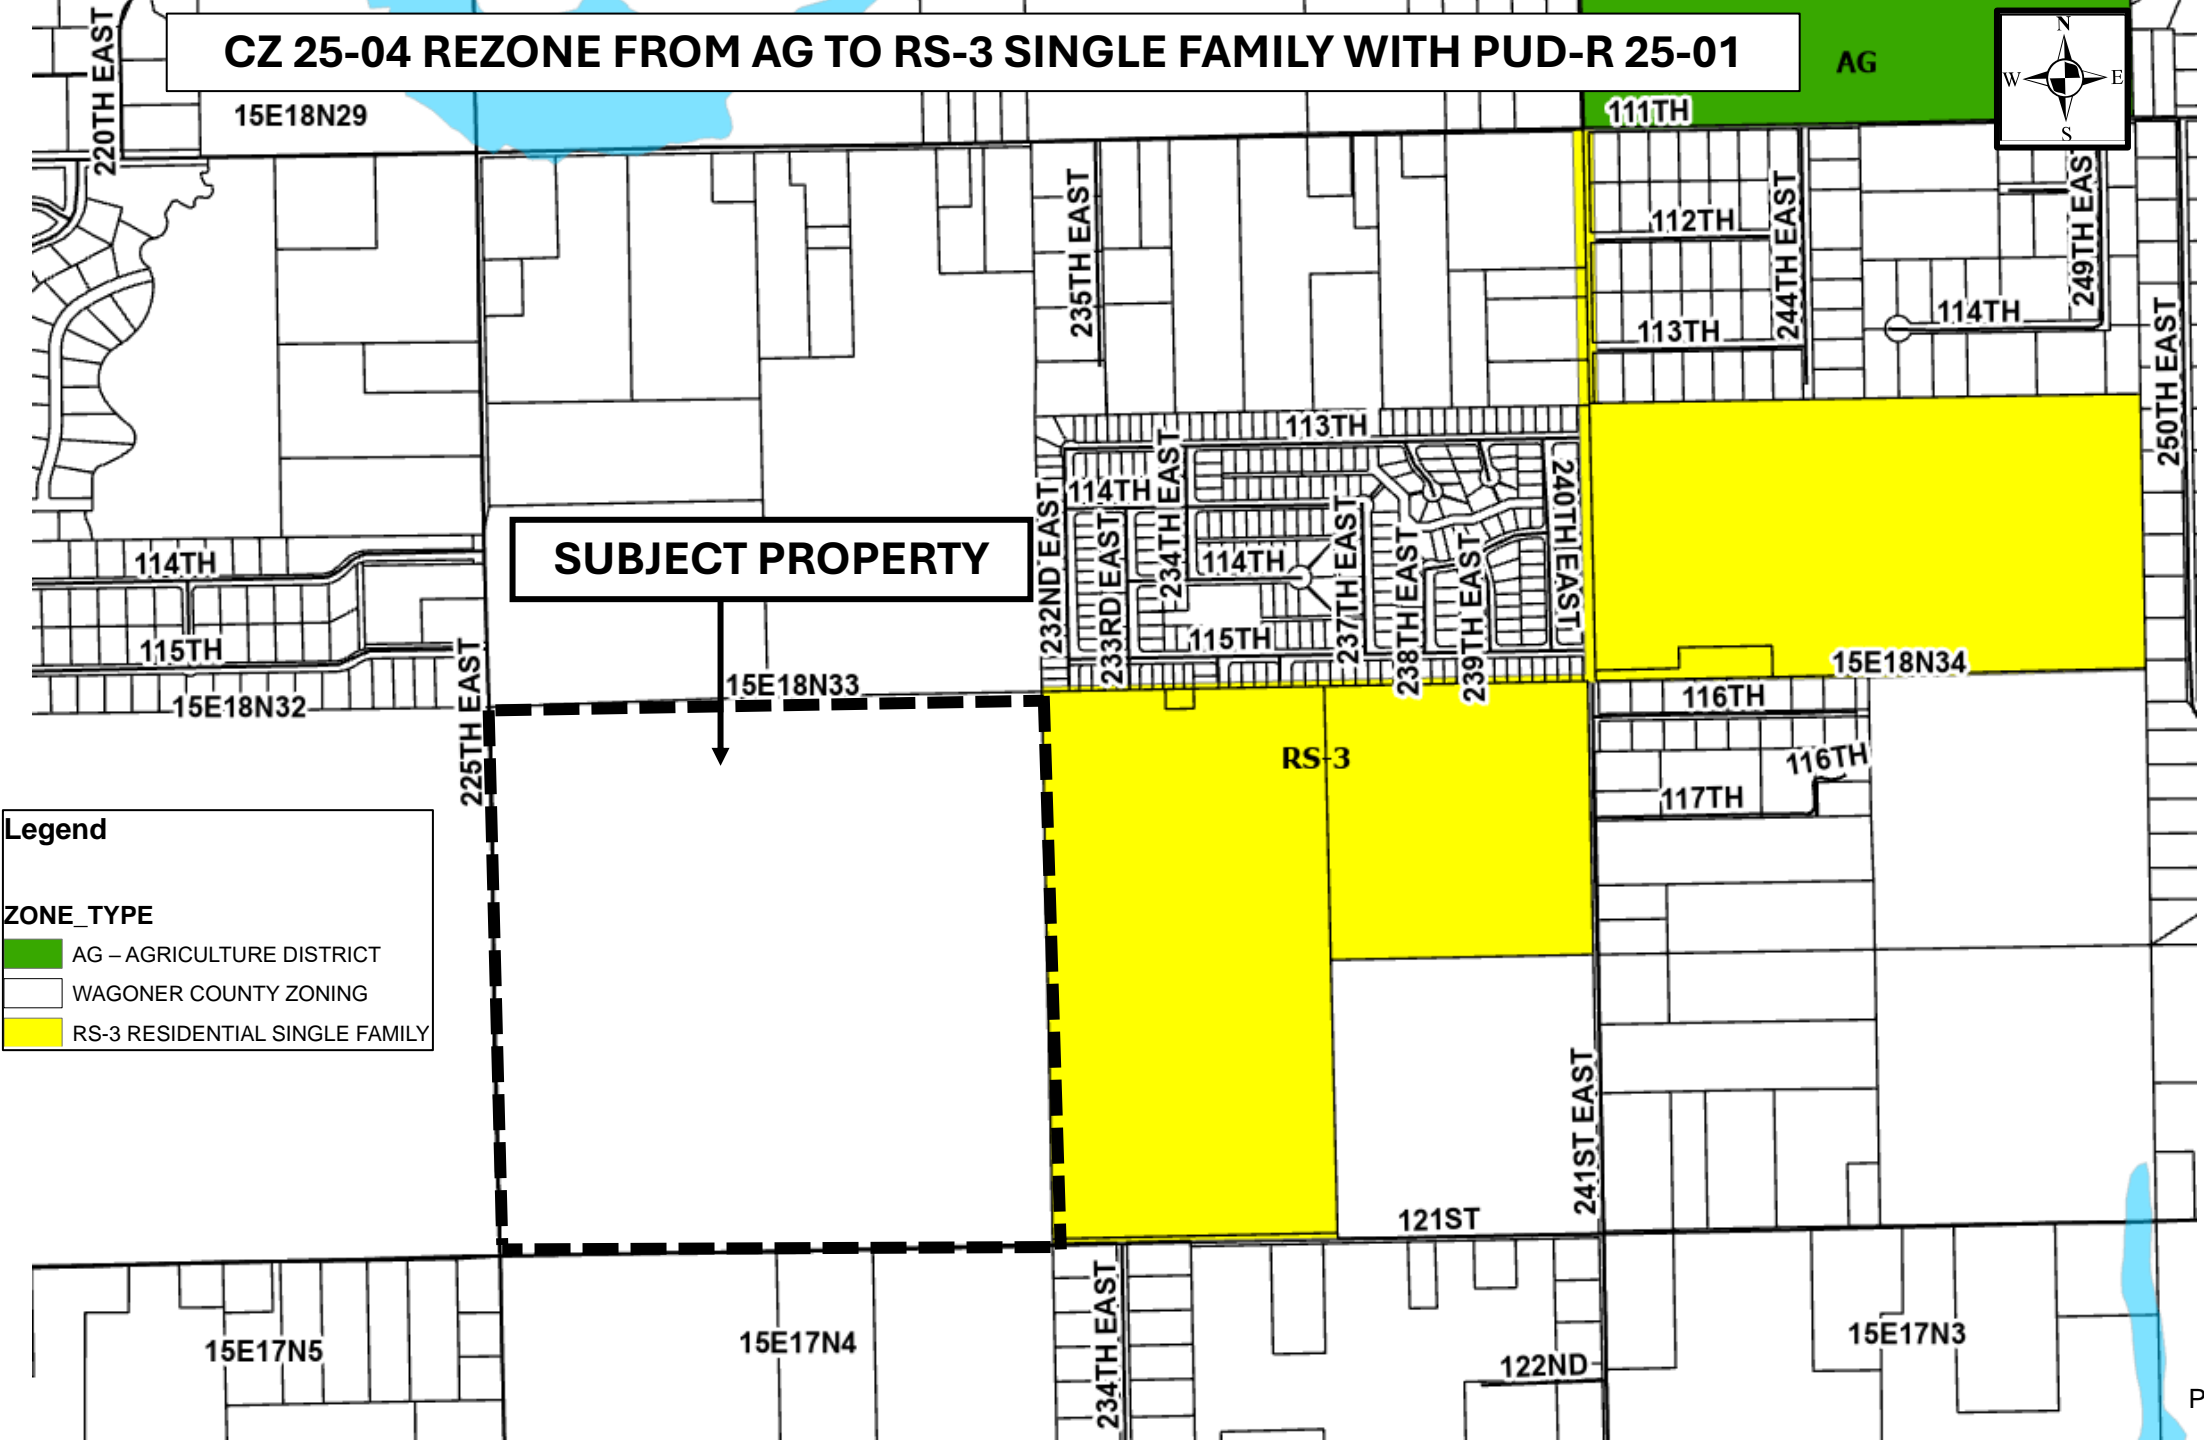 CZ 25-04 REZONE FROM AG TO RS-3 SINGLE FAMILY WITH PUD-R 25-01
N
W
E
S
AG
220TH EAST
15E18N29
111TH
235TH EAST
112TH
244TH EAST
249TH EAST
113TH
114TH
250TH EAST
113TH
234TH EAST
114TH
240TH EAST
232ND EAST
233RD EAST
114TH
237TH EAST
238TH EAST
239TH EAST
115TH
SUBJECT PROPERTY
114TH
115TH
15E18N32
225TH EAST
15E18N33
15E18N34
116TH
116TH
117TH
RS-3
Legend
ZONE_TYPE
AG – AGRICULTURE DISTRICT
WAGONER COUNTY ZONING
RS-3 RESIDENTIAL SINGLE FAMILY
241ST EAST
121ST
15E17N5
15E17N4
234TH EAST
122ND
15E17N3
P